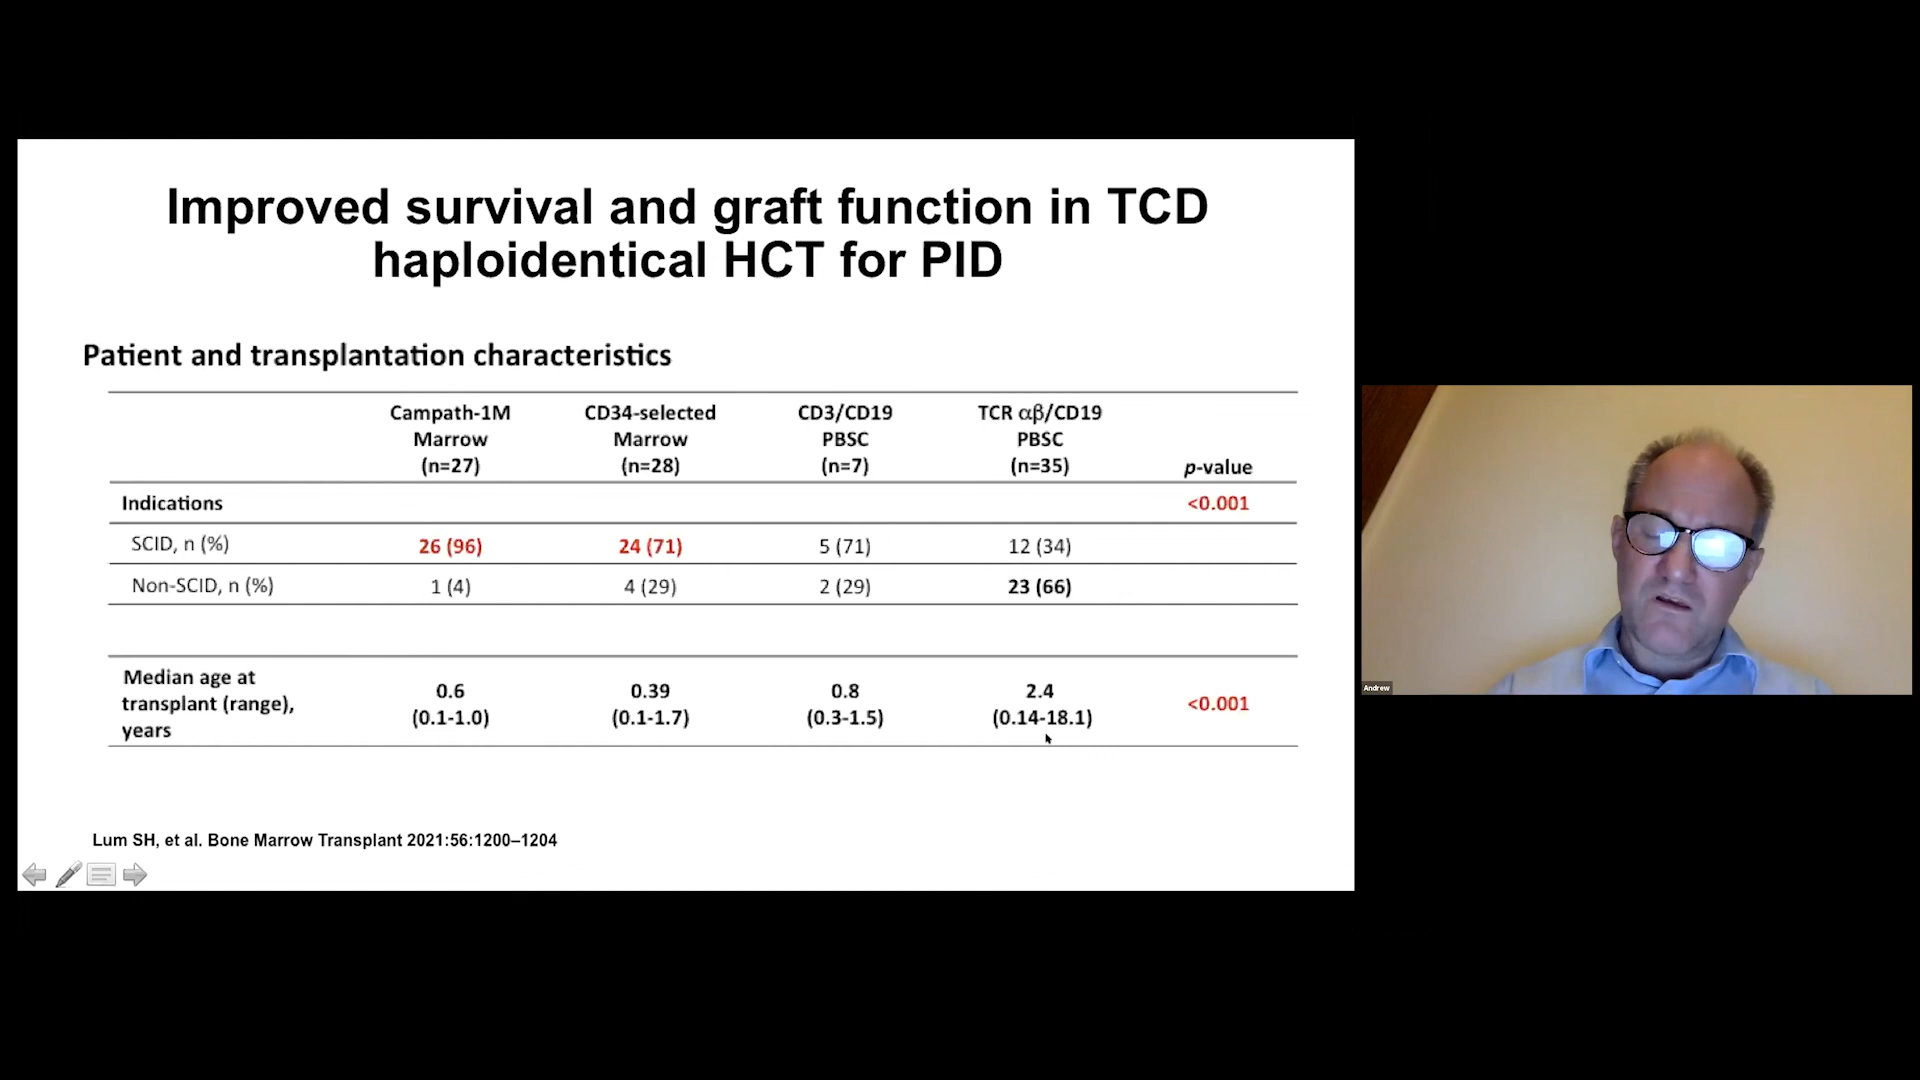 Improved survival and graft function in TCD
haploidentical HCT for PID
Patient and transplantation characteristics
Campath-1M Marrow (n=27) CD34-selected Marrow (n=28) CD3/CD19 PBSC (n=7) TCR αβ/CD19 PBSC (n=35) p-value
Indications <0.001
SCID, n (%) 26 (96) 24 (71) 5 (71) 12 (34)
Non-SCID, n (%) 1 (4) 4 (29) 2 (29) 23 (66)
Median age at transplant (range), years 0.6 (0.1-1.0) 0.39 (0.1-1.7) 0.8 (0.3-1.5) 2.4 (0.14-18.1) <0.001
Lum SH, et al. Bone Marrow Transplant 2021:56:1200–1204
Andrew